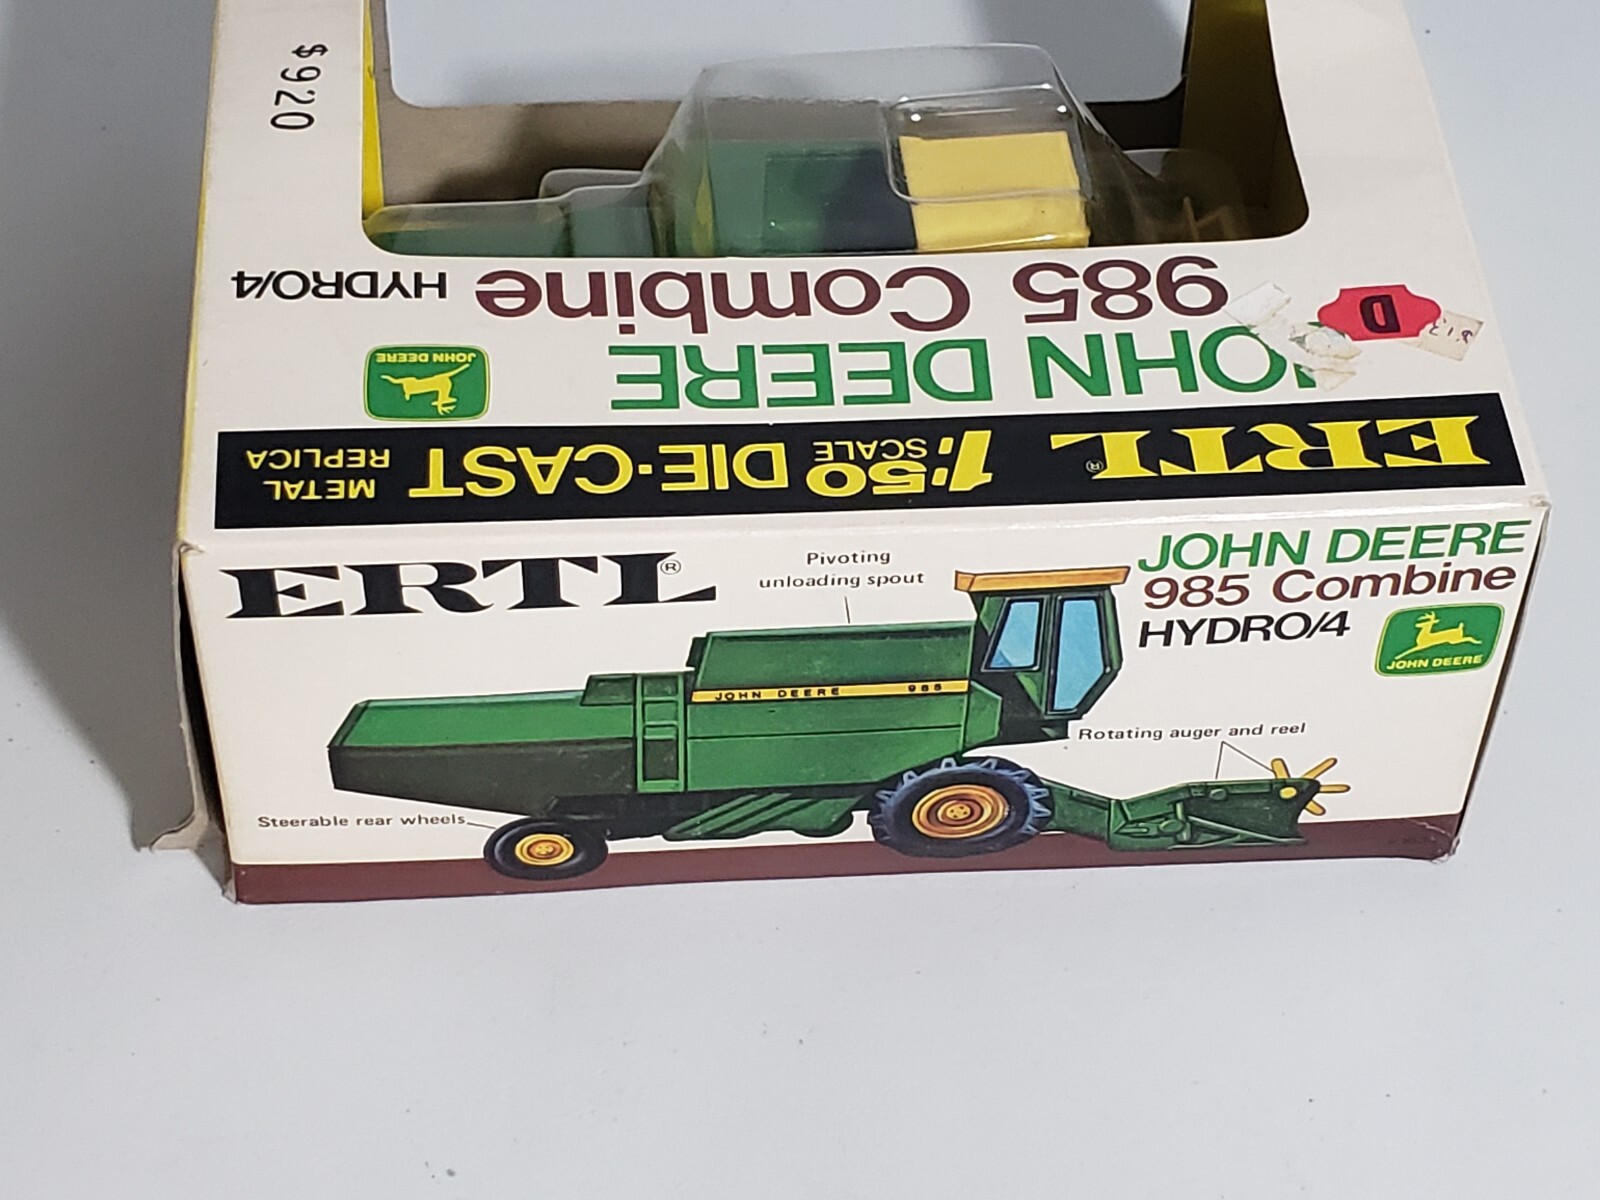 $920
985 Combine HYDRO/4
JOHN DEERE
JOHN DEERE
D
ERTL® 1:50 SCALE DIE-CAST METAL REPLICA
ERTL®
Pivoting
unloading spout
JOHN DEERE
985 Combine
HYDRO/4
JOHN DEERE
JOHN DEERE 985
Rotating auger and reel
Steerable rear wheels